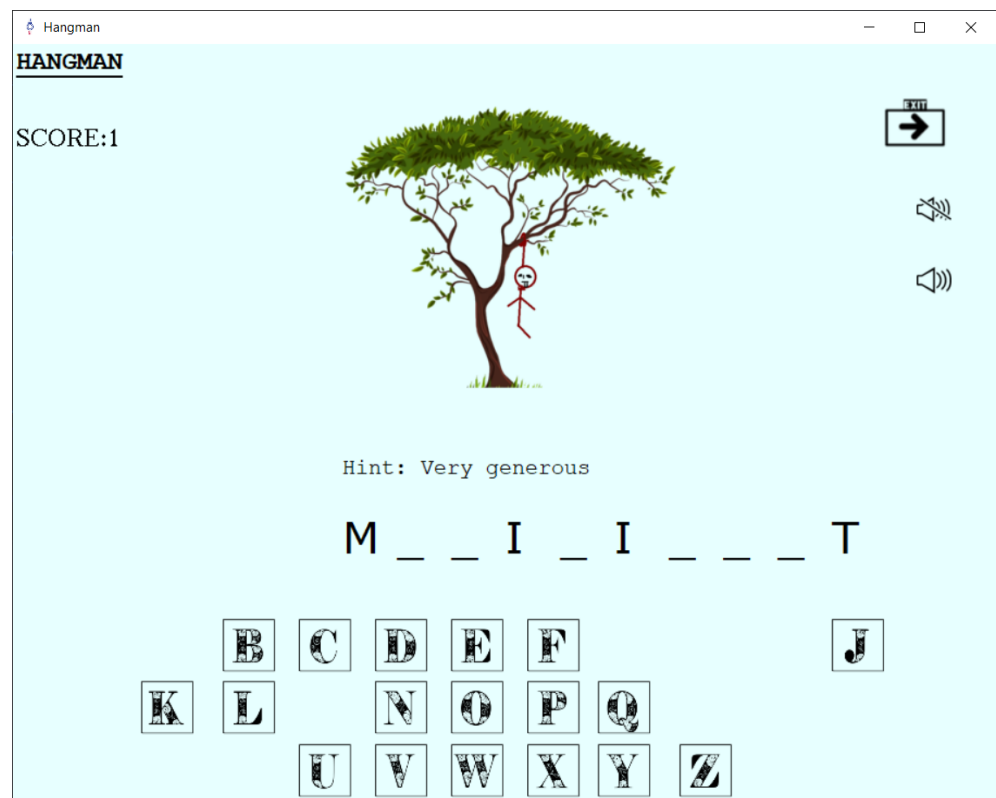 Hangman
HANGMAN
EXIT
SCORE:1
Hint: Very generous
M _ _ I _ I _ _ _ T
B C D E F J
K L N O P Q
U V W X Y Z